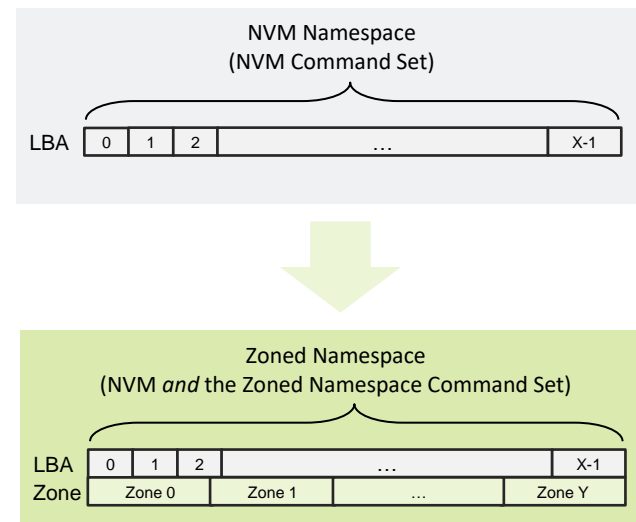 NVM Namespace
(NVM Command Set)
LBA 0 1 2 ... X-1
Zoned Namespace
(NVM and the Zoned Namespace Command Set)
LBA 0 1 2 ... X-1
Zone Zone 0 Zone 1 ... Zone Y